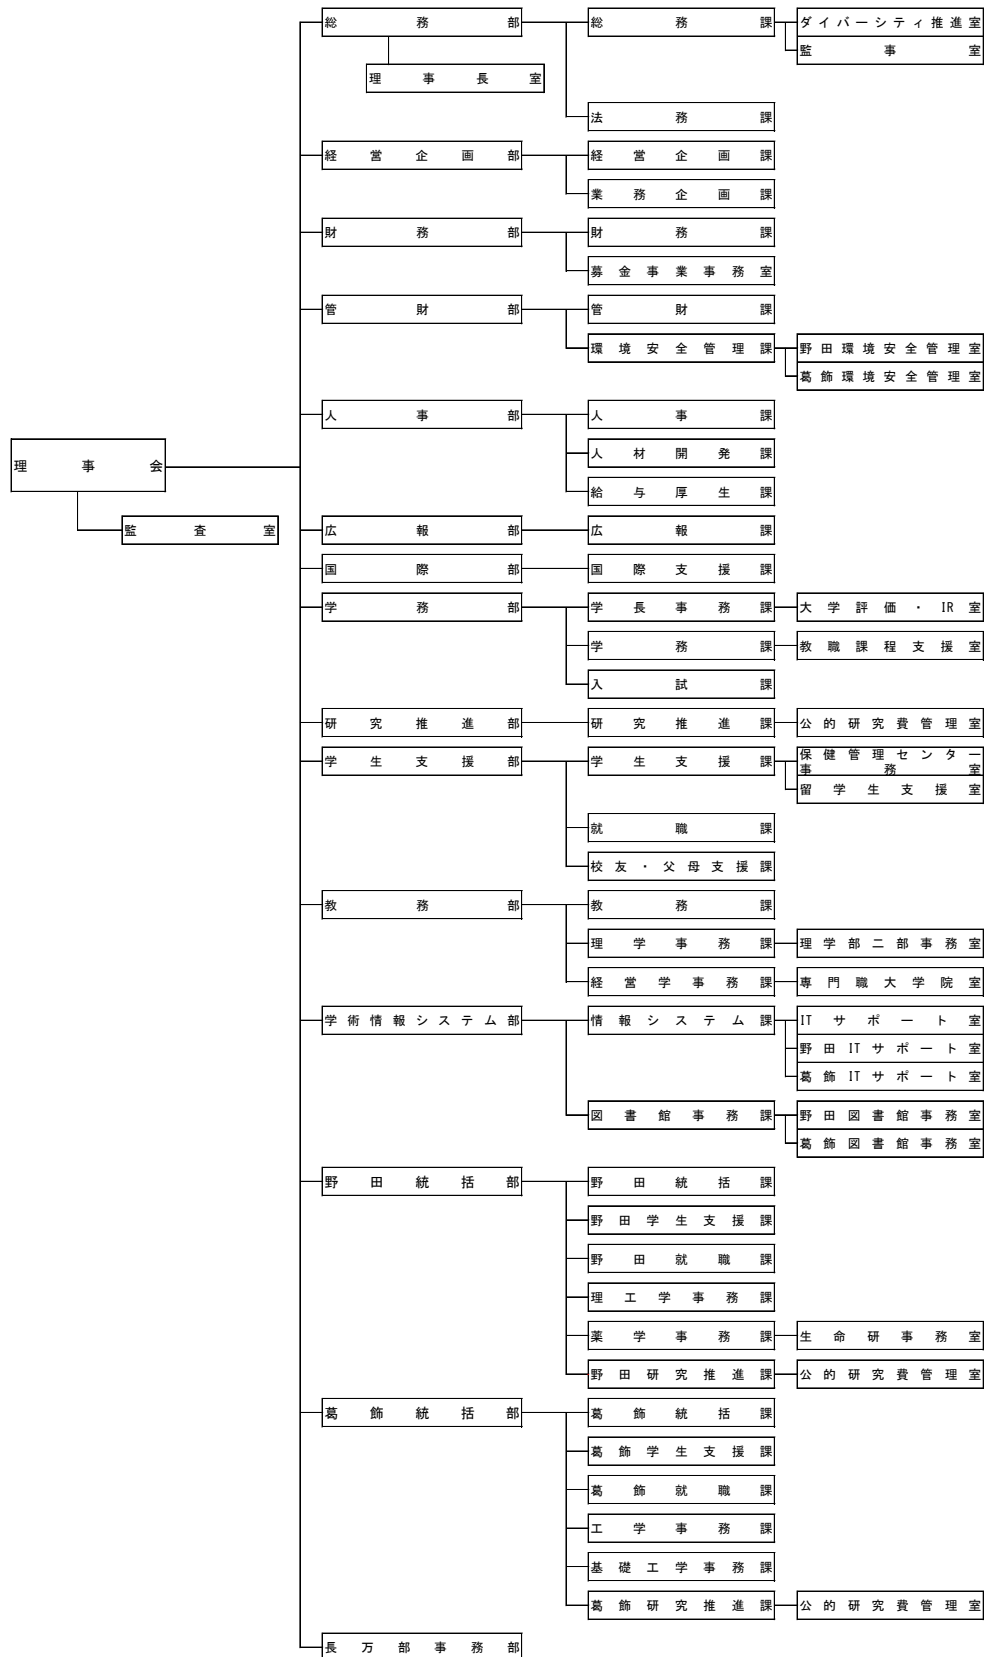 総務部
総務課
ダイバーシティ推進室
監事室
理事長室
法務課
経営企画部
経営企画課
業務企画課
財務部
財務課
募金事業事務室
管財部
管財課
環境安全管理課
野田環境安全管理室
葛飾環境安全管理室
人事部
人事課
人材開発課
給与厚生課
理事会
監査室
広報部
広報課
国際部
国際支援課
学務部
学長事務課
大学評価・IR室
学務課
教職課程支援室
入試課
研究推進部
研究推進課
公的研究費管理室
学生支援部
学生支援課
保健管理センター
事務室
留学生支援室
就職課
校友・父母支援課
教務部
教務課
理学事務課
理学部二部事務室
経営学事務課
専門職大学院室
学術情報システム部
情報システム課
ITサポート室
野田ITサポート室
葛飾ITサポート室
図書館事務課
野田図書館事務室
葛飾図書館事務室
野田統括部
野田統括課
野田学生支援課
野田就職課
理工学事務課
薬学事務課
生命研事務室
野田研究推進課
公的研究費管理室
葛飾統括部
葛飾統括課
葛飾学生支援課
葛飾就職課
工学事務課
基礎工学事務課
葛飾研究推進課
公的研究費管理室
長万部事務部